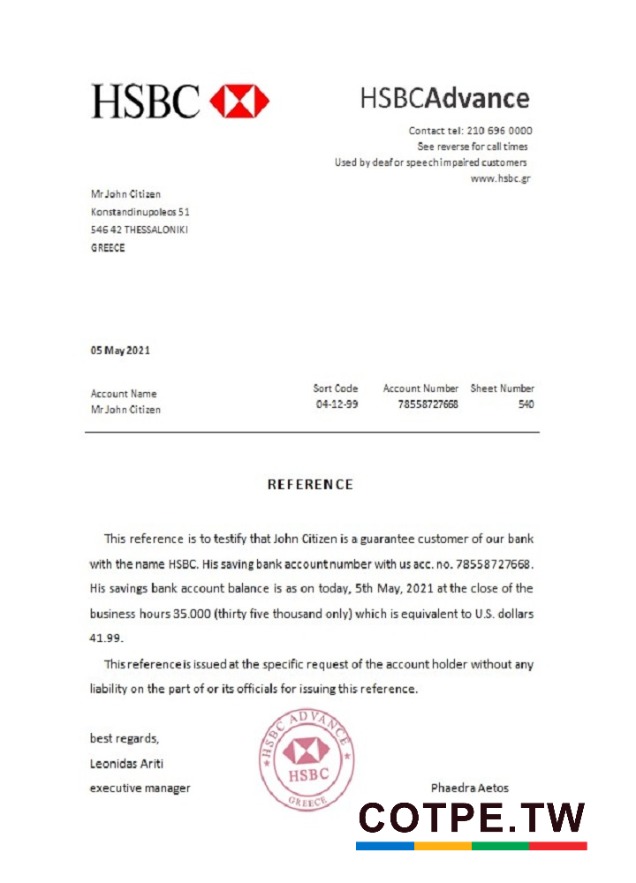 HSBC
HSBCAdvance
Contact tel: 210 696 0000
See reverse for call times
Used by deaf or speech impaired customers
www.hsbc.gr
Mr John Citizen
Konstandinupoleos 51
546 42 THESSALONIKI
GREECE
05 May 2021
Account Name
Mr John Citizen
Sort Code Account Number Sheet Number
04-12-99 78558727668 540
REFERENCE
This reference is to testify that John Citizen is a guarantee customer of our bank
with the name HSBC. His saving bank account number with us acc. no. 78558727668.
His savings bank account balance is as on today, 5th May, 2021 at the close of the
business hours 35.000 (thirty five thousand only) which is equivalent to U.S. dollars
41.99.
This reference is issued at the specific request of the account holder without any
liability on the part of or its officials for issuing this reference.
best regards,
Leonidas Ariti
executive manager
HSBC ADVANCE
HSBC
GREECE
Phaedra Aetos
COTPE.TW